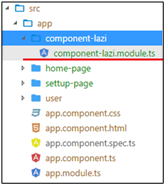 src
app
component-lazi
component-lazi.module.ts
home-page
settup-page
user
app.component.css
app.component.html
app.component.spec.ts
app.component.ts
app.module.ts